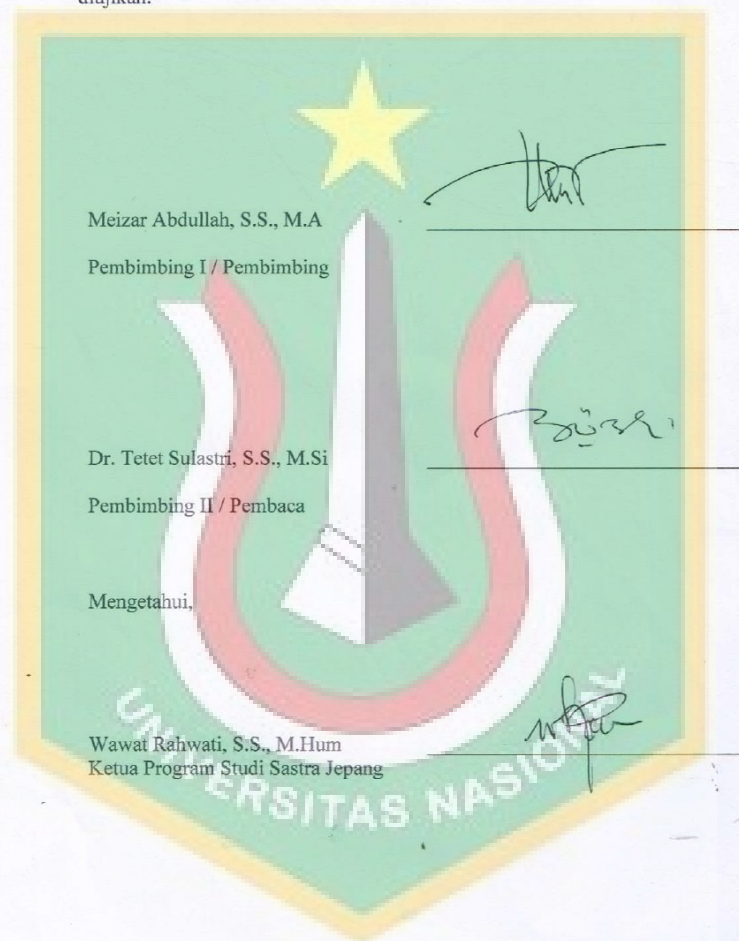 diajikan.
Meizar Abdullah, S.S., M.A
Pembimbing I / Pembimbing
Dr. Tetet Sulastri, S.S., M.Si
Pembimbing II / Pembaca
Mengetahui,
Wawat Rahwati, S.S., M.Hum
Ketua Program Studi Sastra Jepang
UNIVERSITAS NASIONAL